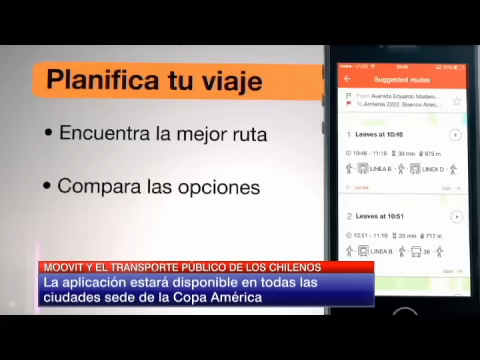 Planifica tu viaje
• Encuentra la mejor ruta
• Compara las opciones
Suggested routes
From Avenida Eduardo Madero...
To Armenia 2222, Buenos Aires,
1 Leaves at 10:46
10:46 - 11:18 30 min 675 m
LINEA B LINEA D
2 Leaves at 10:51
10:51 - 11:18 28 min 717 m
LINEA B 36
MOOVIT Y EL TRANSPORTE PÚBLICO DE LOS CHILENOS
La aplicación estará disponible en todas las
ciudades sede de la Copa América